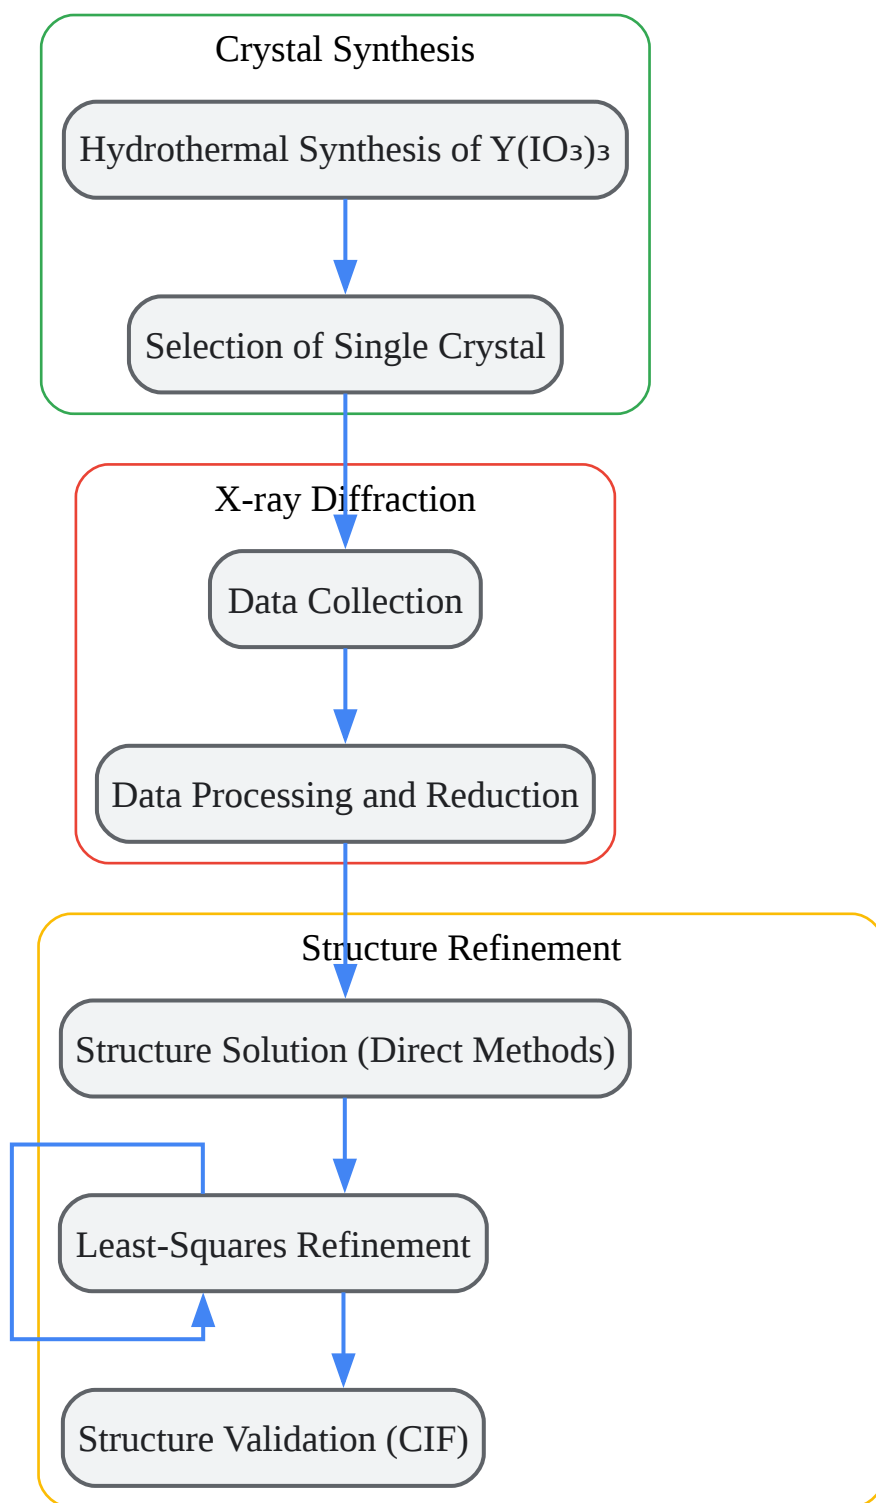 Crystal Synthesis
Hydrothermal Synthesis of Y(IO₃)₃
Selection of Single Crystal
X-ray Diffraction
Data Collection
Data Processing and Reduction
Structure Refinement
Structure Solution (Direct Methods)
Least-Squares Refinement
Structure Validation (CIF)